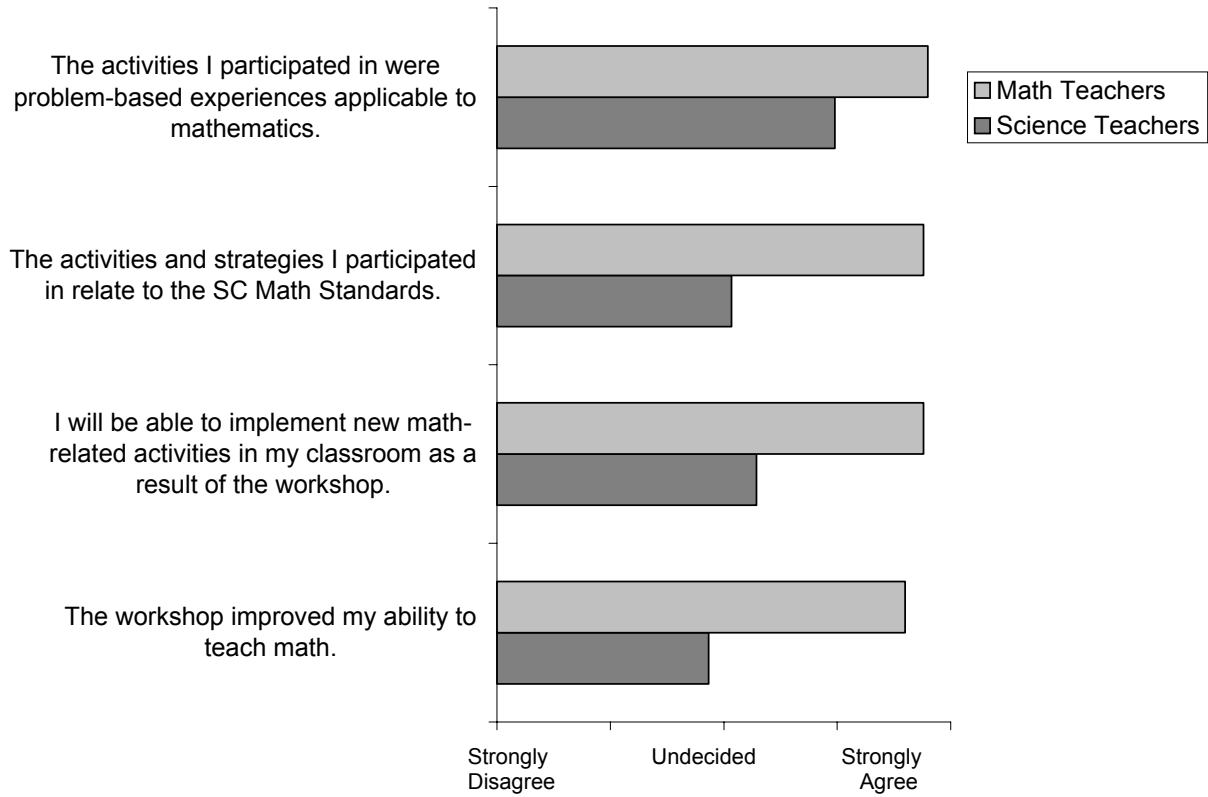 The activities I participated in were
problem-based experiences applicable to
mathematics.
Math Teachers
Science Teachers
The activities and strategies I participated
in relate to the SC Math Standards.
I will be able to implement new math-
related activities in my classroom as a
result of the workshop.
The workshop improved my ability to
teach math.
Strongly
Disagree
Undecided
Strongly
Agree